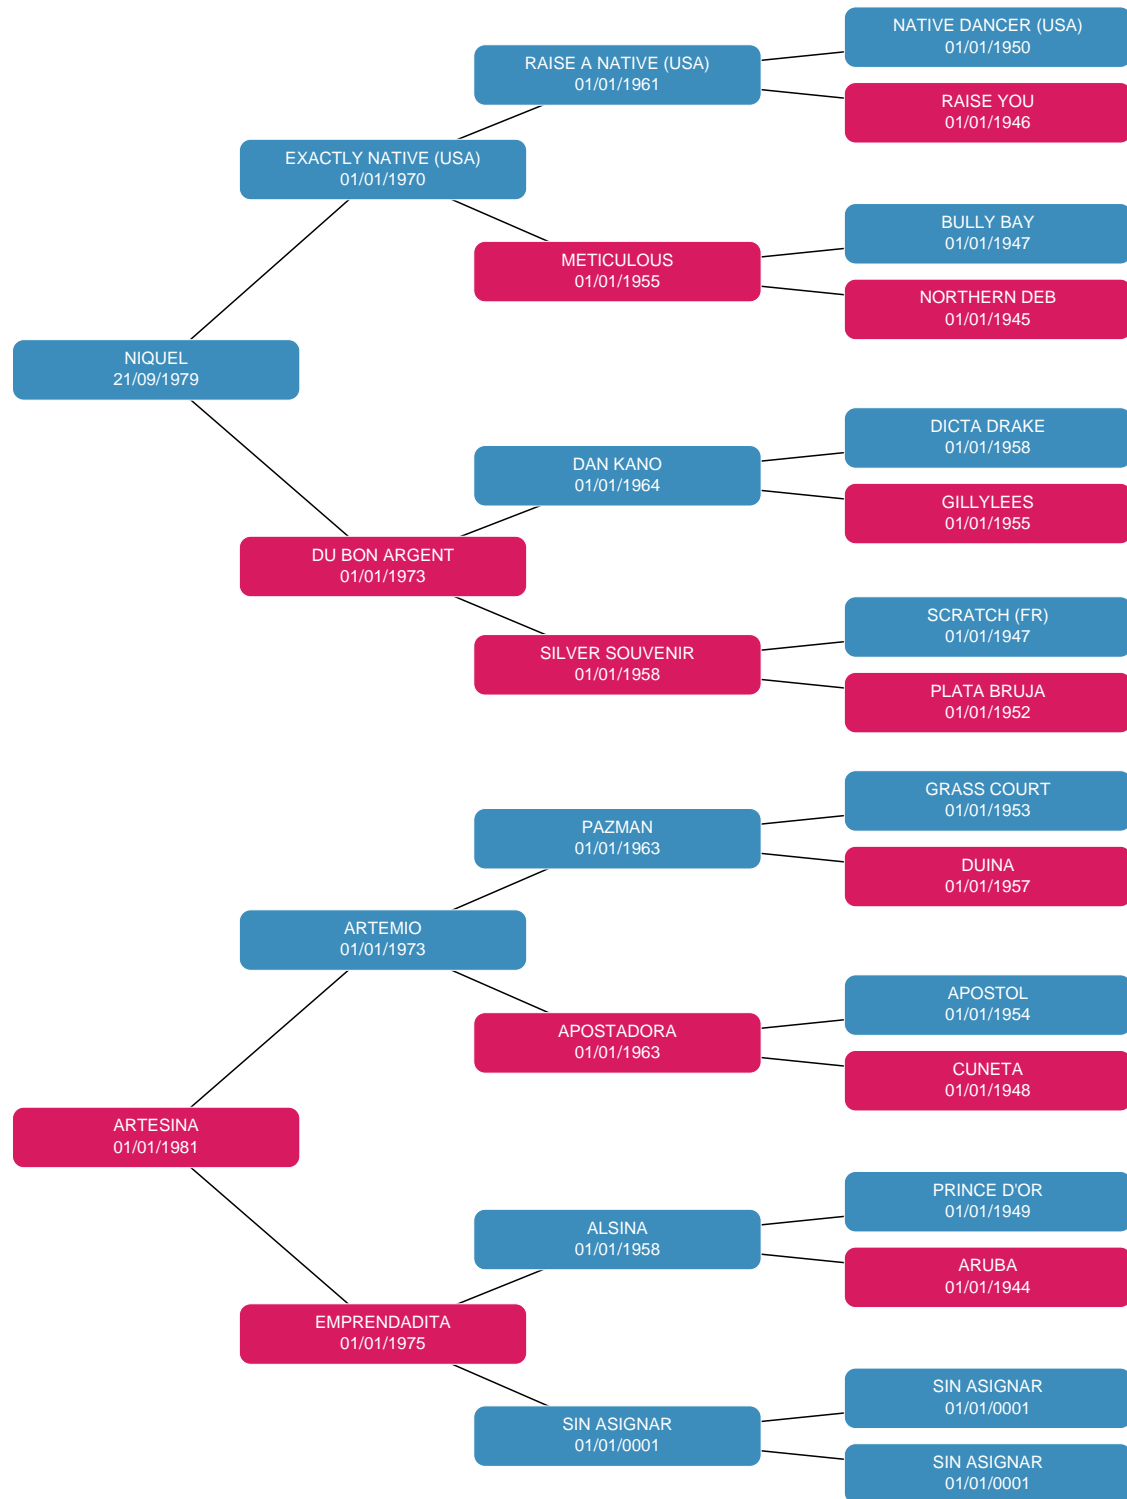 NATIVE DANCER (USA)
01/01/1950
RAISE A NATIVE (USA)
01/01/1961
RAISE YOU
01/01/1946
EXACTLY NATIVE (USA)
01/01/1970
BULLY BAY
01/01/1947
METICULOUS
01/01/1955
NORTHERN DEB
01/01/1945
NIQUEL
21/09/1979
DICTA DRAKE
01/01/1958
DAN KANO
01/01/1964
GILLYLEES
01/01/1955
DU BON ARGENT
01/01/1973
SCRATCH (FR)
01/01/1947
SILVER SOUVENIR
01/01/1958
PLATA BRUJA
01/01/1952
GRASS COURT
01/01/1953
PAZMAN
01/01/1963
DUINA
01/01/1957
ARTEMIO
01/01/1973
APOSTOL
01/01/1954
APOSTADORA
01/01/1963
CUNETA
01/01/1948
ARTESINA
01/01/1981
PRINCE D'OR
01/01/1949
ALSINA
01/01/1958
ARUBA
01/01/1944
EMPRENDADITA
01/01/1975
SIN ASIGNAR
01/01/0001
SIN ASIGNAR
01/01/0001
SIN ASIGNAR
01/01/0001